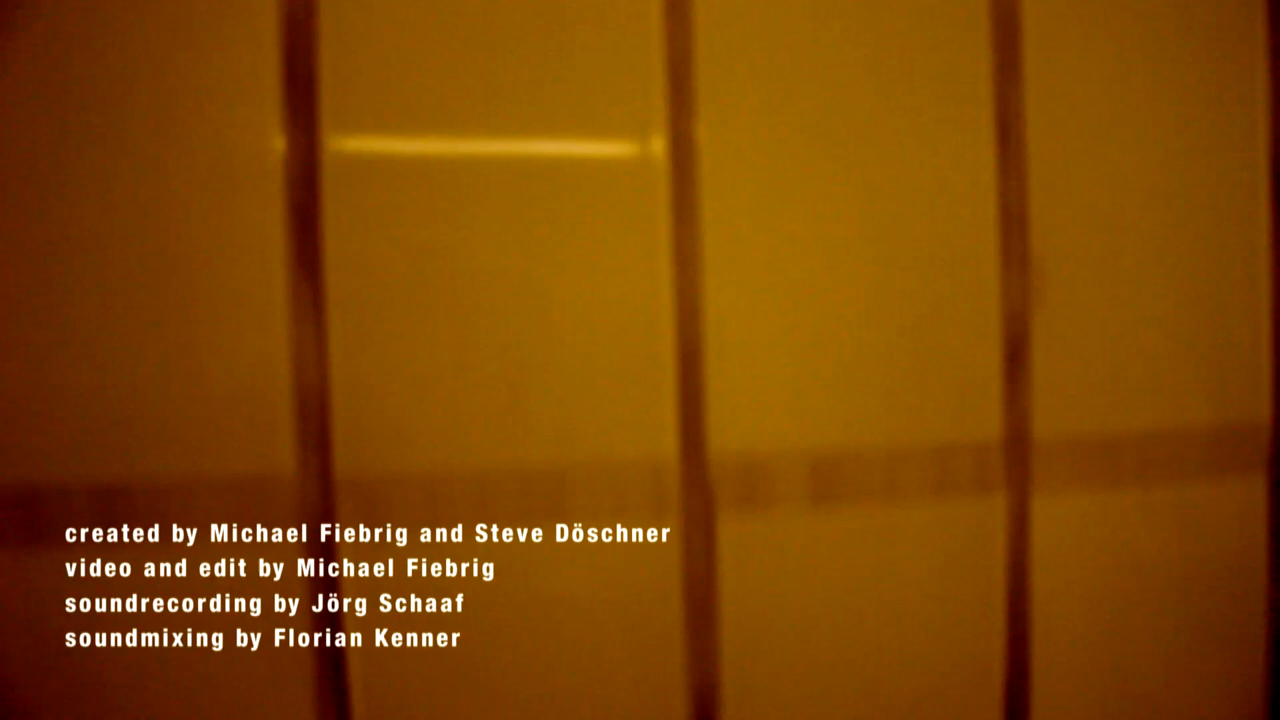 created by Michael Fiebrig and Steve Döschner
video and edit by Michael Fiebrig
soundrecording by Jörg Schaaf
soundmixing by Florian Kenner